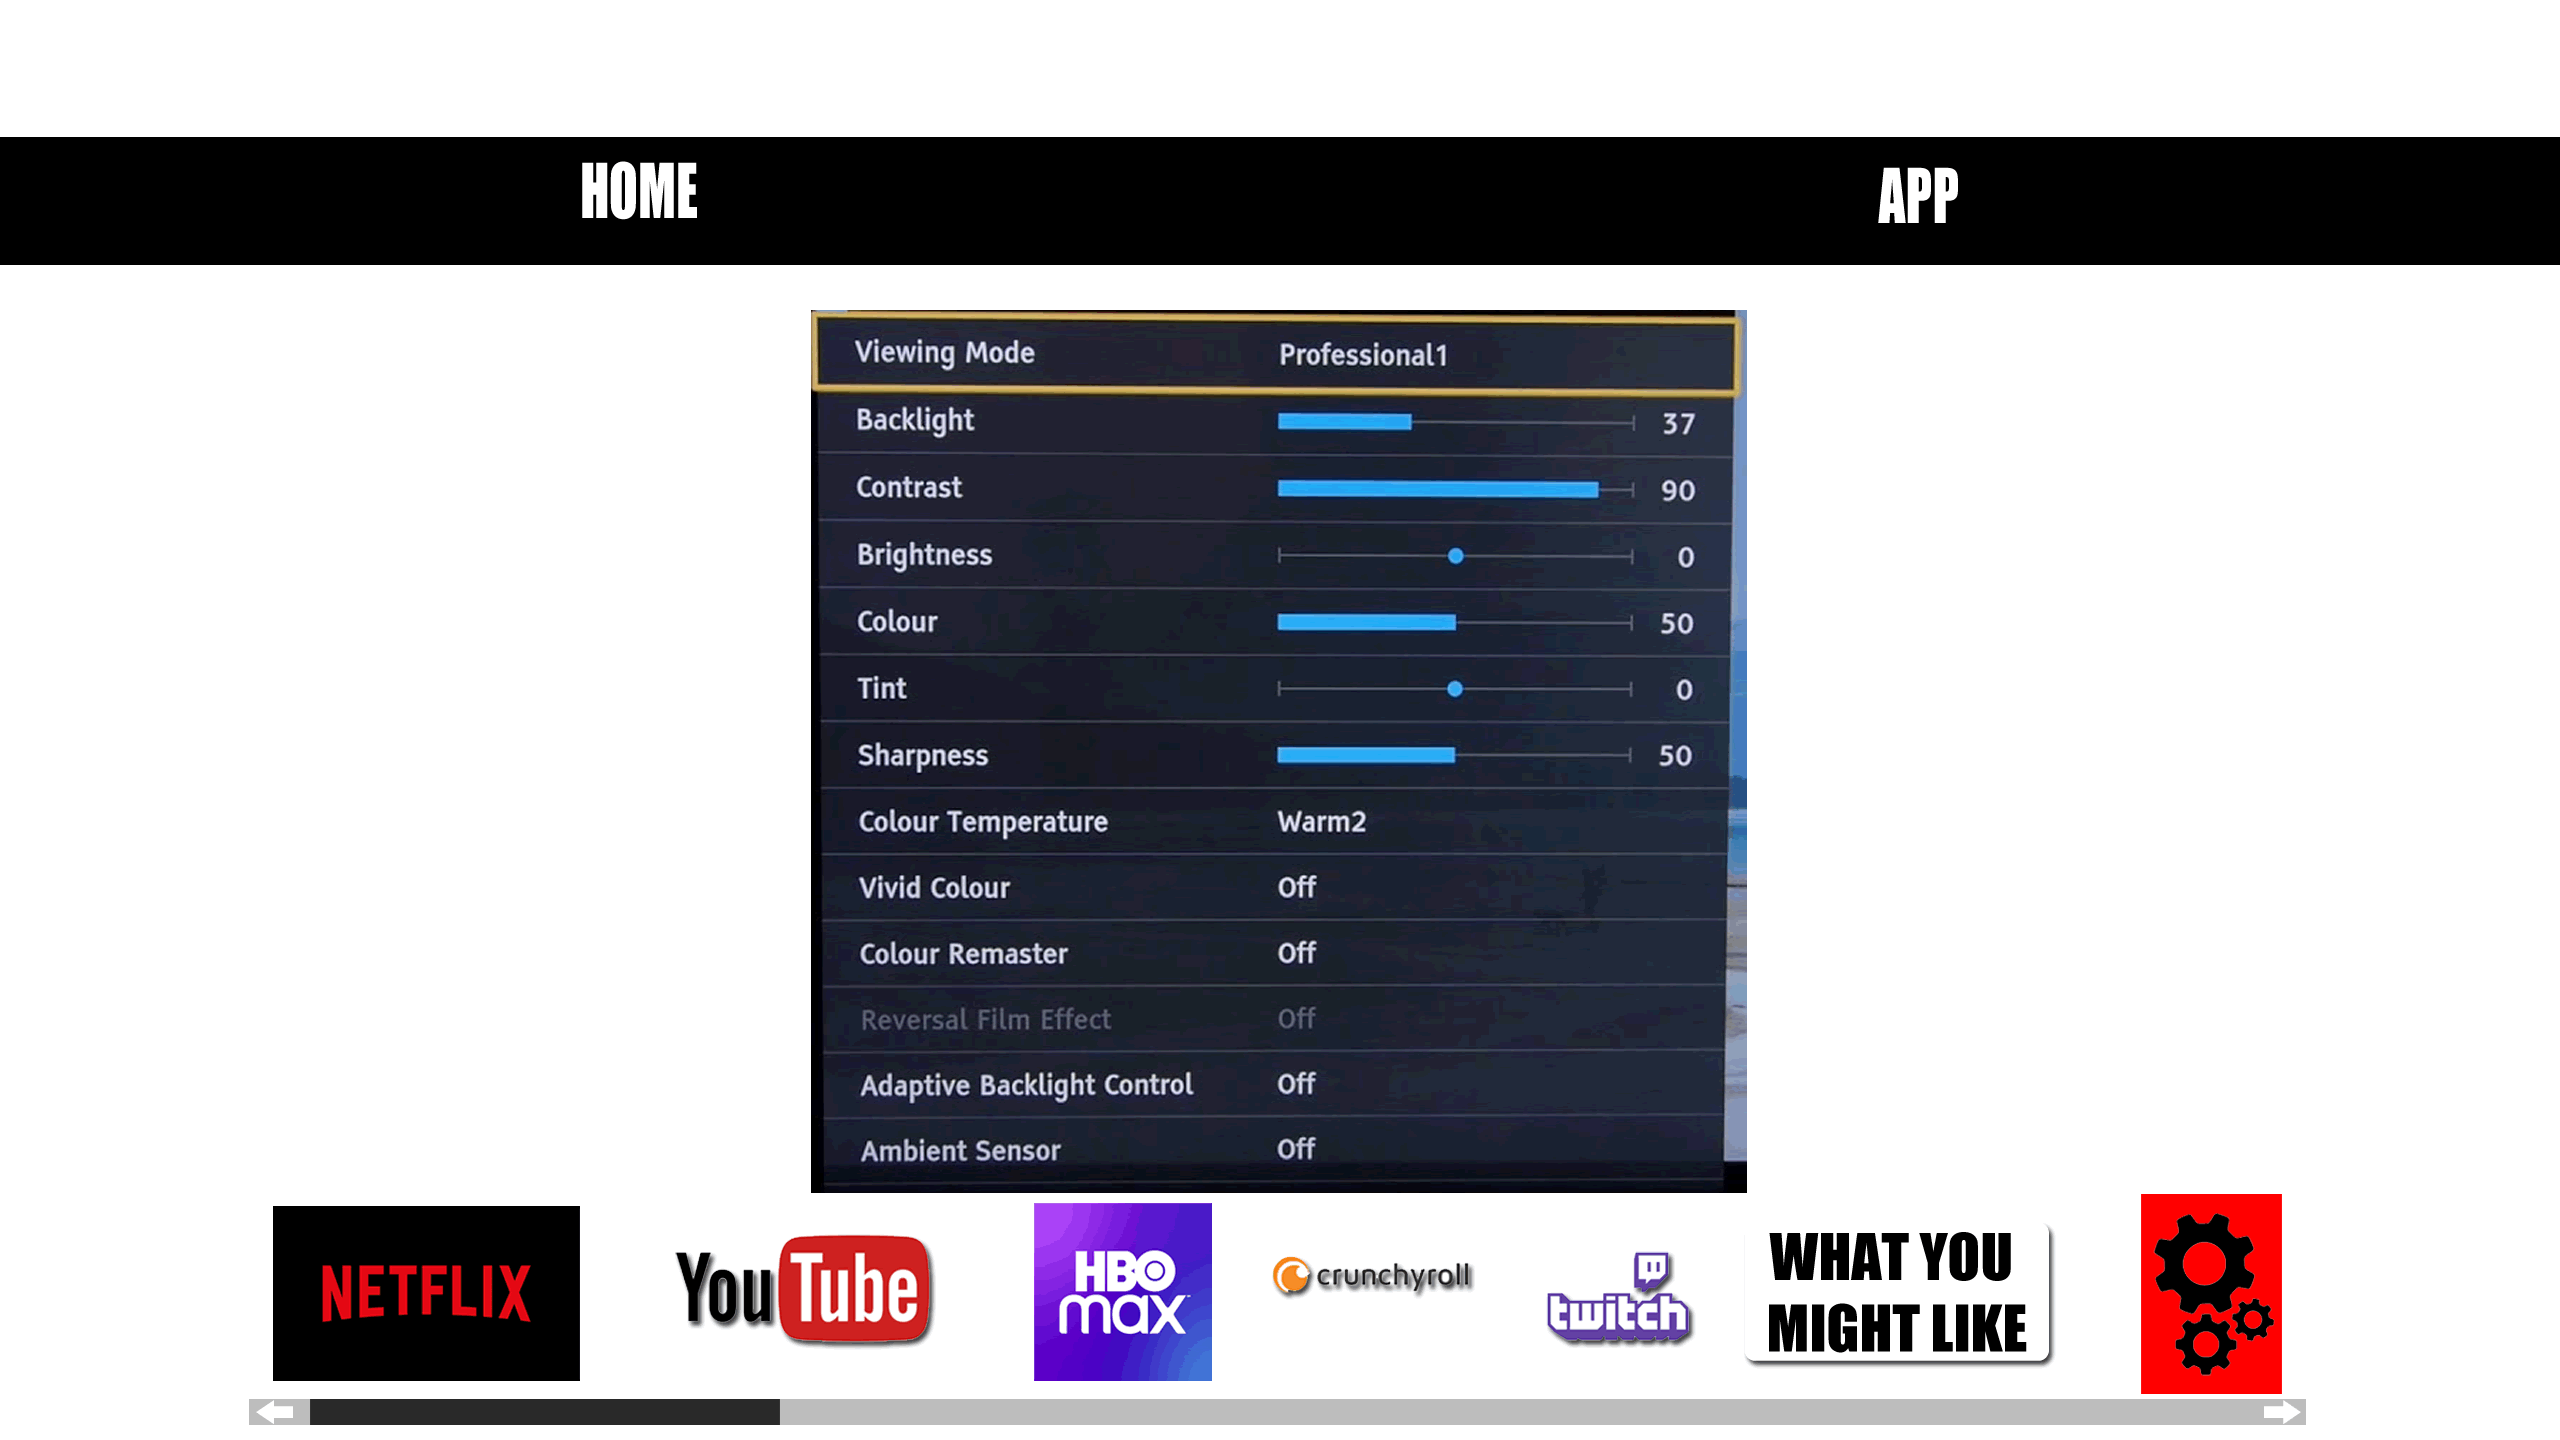 HOME APP
Viewing Mode Professional1
Backlight 37
Contrast 90
Brightness 0
Colour 50
Tint 0
Sharpness 50
Colour Temperature Warm2
Vivid Colour Off
Colour Remaster Off
Reversal Film Effect Off
Adaptive Backlight Control Off
Ambient Sensor Off
NETFLIX
YouTube
HBO
max
crunchyroll
twitch
WHAT YOU
MIGHT LIKE